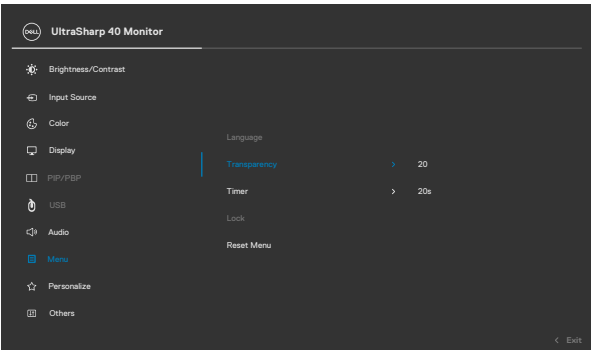 DELL UltraSharp 40 Monitor
Brightness/Contrast
Input Source
Color
Display
PIP/PBP
USB
Audio
Menu
Personalize
Others
Language
Transparency > 20
Timer > 20s
Lock
Reset Menu
< Exit